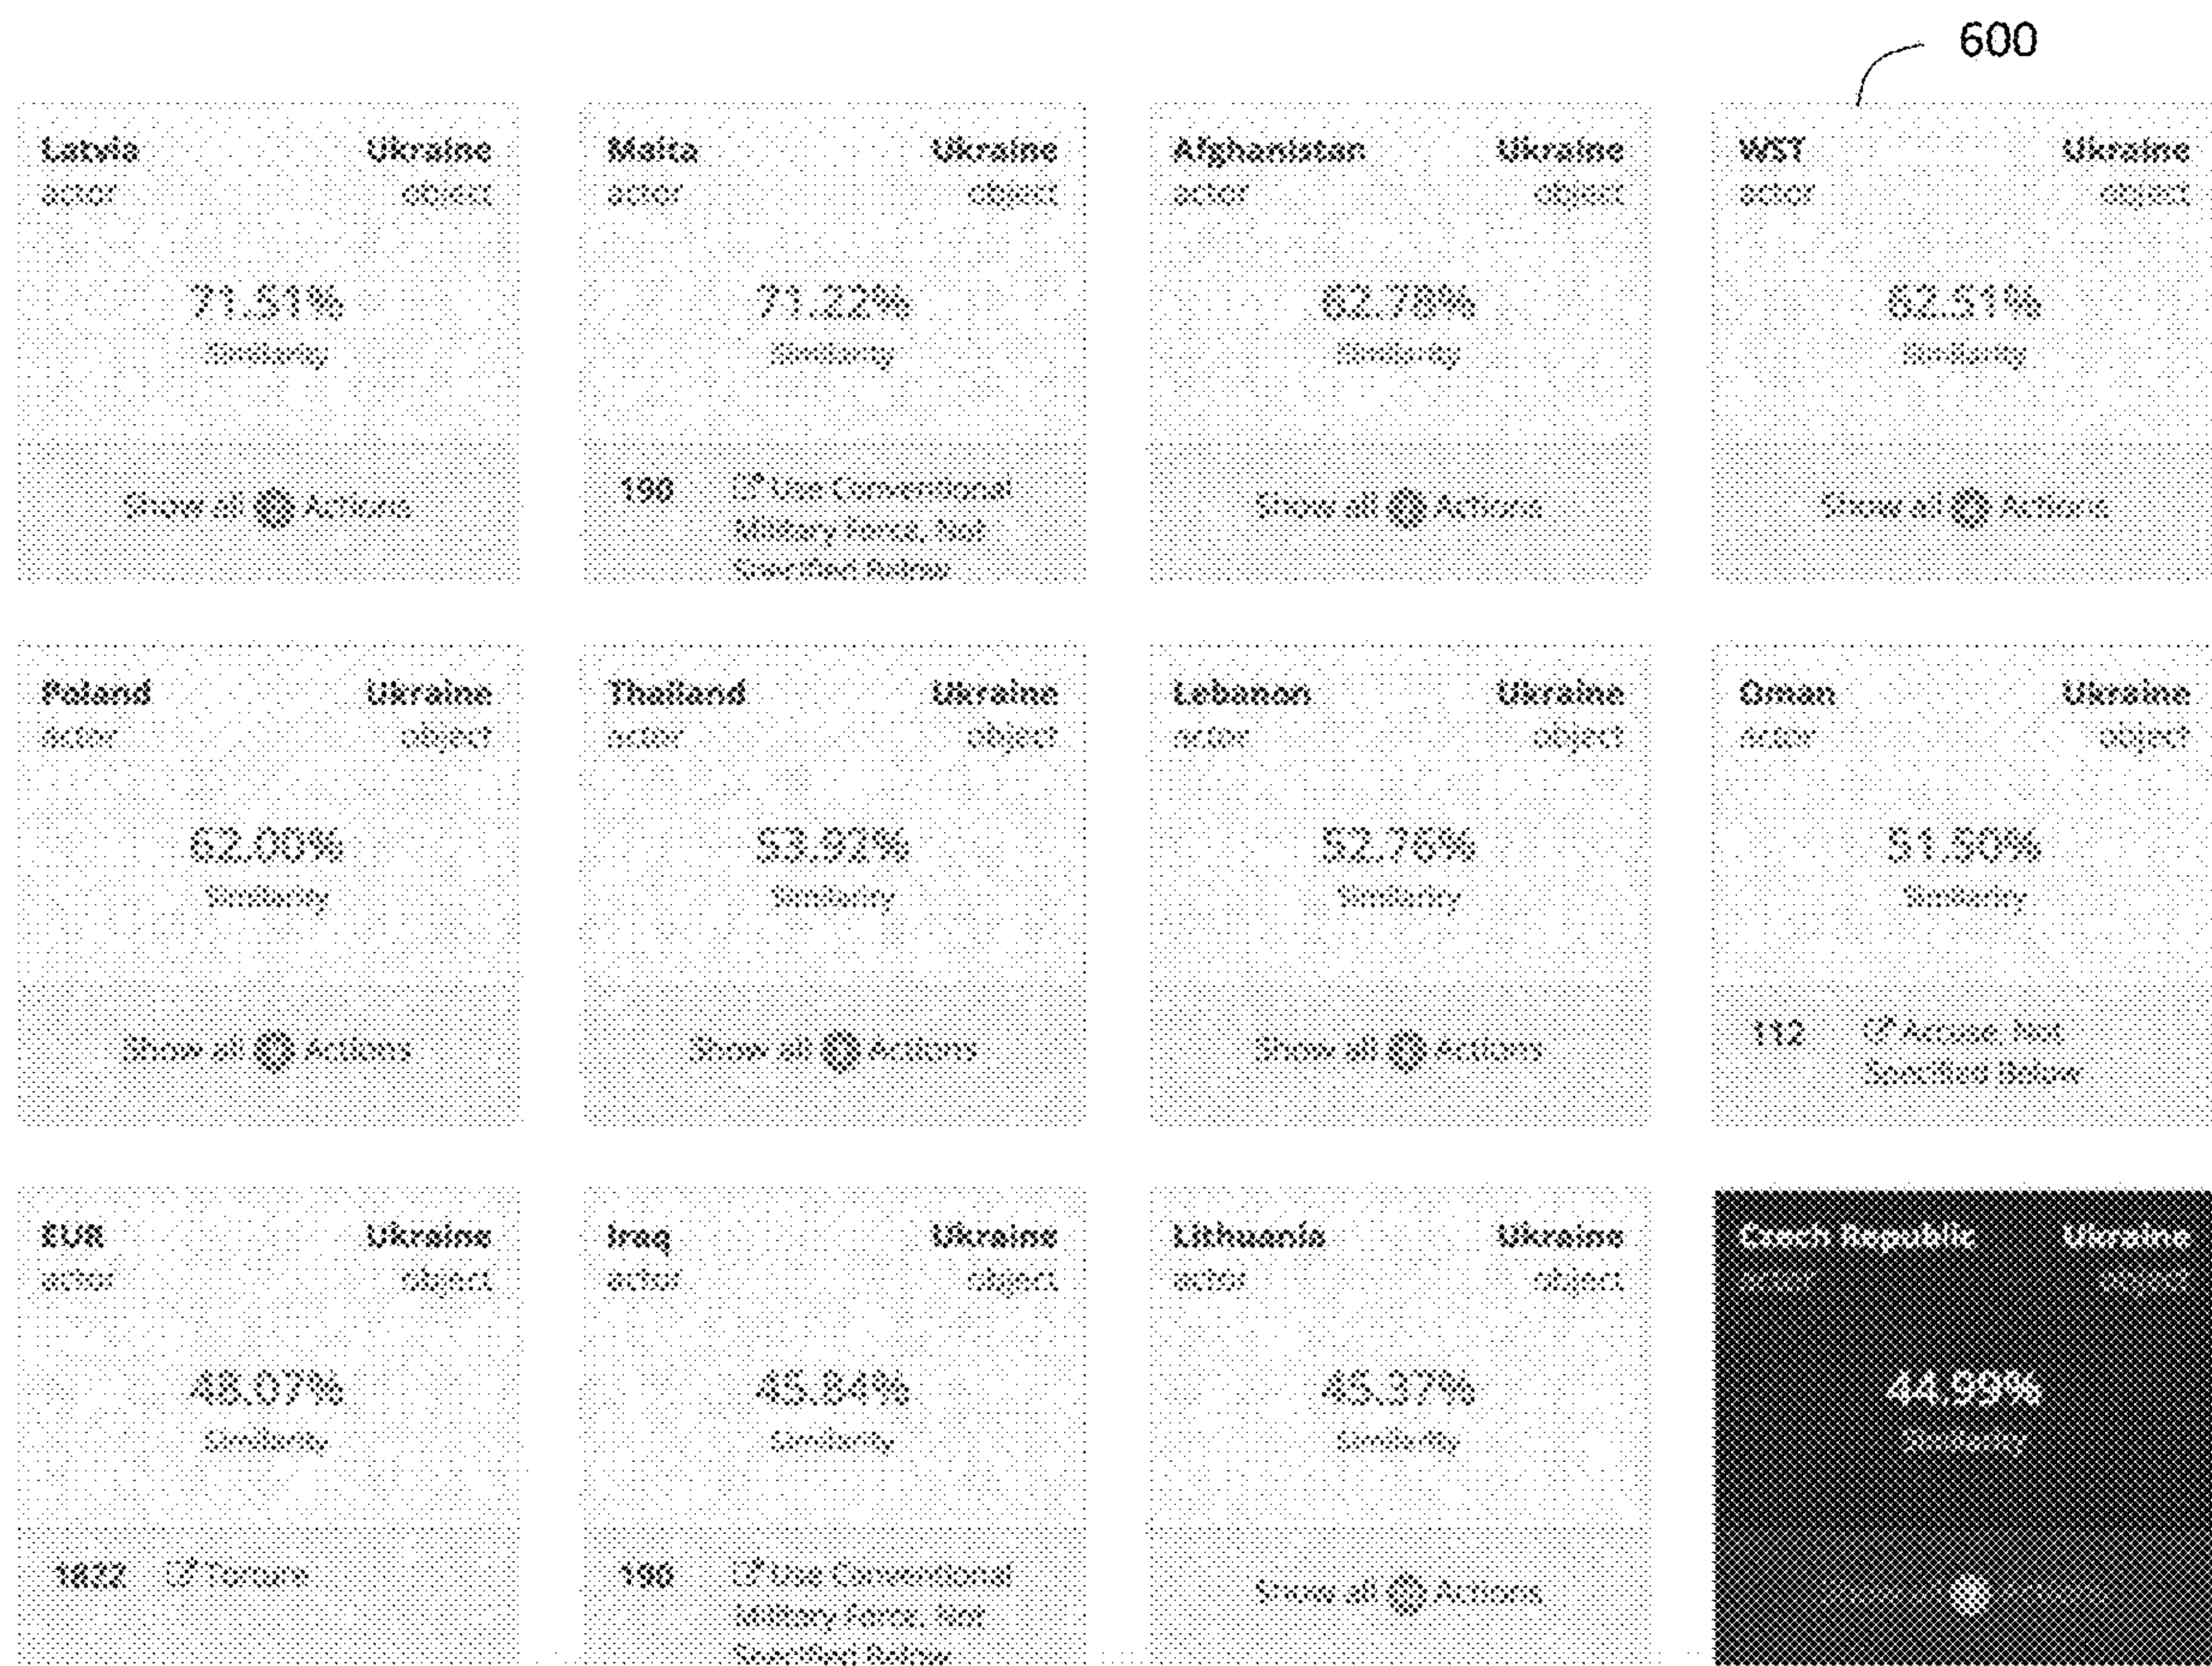 600
Latvia Ukraine
actor object
71.51%
Similarity
Show all Actions
Malta Ukraine
actor object
71.22%
Similarity
190 Use Conventional
Military Force, Not
Specified Below
Afghanistan Ukraine
actor object
62.78%
Similarity
Show all Actions
WST Ukraine
actor object
62.51%
Similarity
Show all Actions
Poland Ukraine
actor object
62.00%
Similarity
Show all Actions
Thailand Ukraine
actor object
53.92%
Similarity
Show all Actions
Lebanon Ukraine
actor object
52.76%
Similarity
Show all Actions
Oman Ukraine
actor object
51.50%
Similarity
112 Accuse, Not
Specified Below
EUR Ukraine
actor object
48.07%
Similarity
1822 Torture
Iraq Ukraine
actor object
45.84%
Similarity
190 Use Conventional
Military Force, Not
Specified Below
Lithuania Ukraine
actor object
45.37%
Similarity
Show all Actions
Czech Republic Ukraine
actor object
44.99%
Similarity